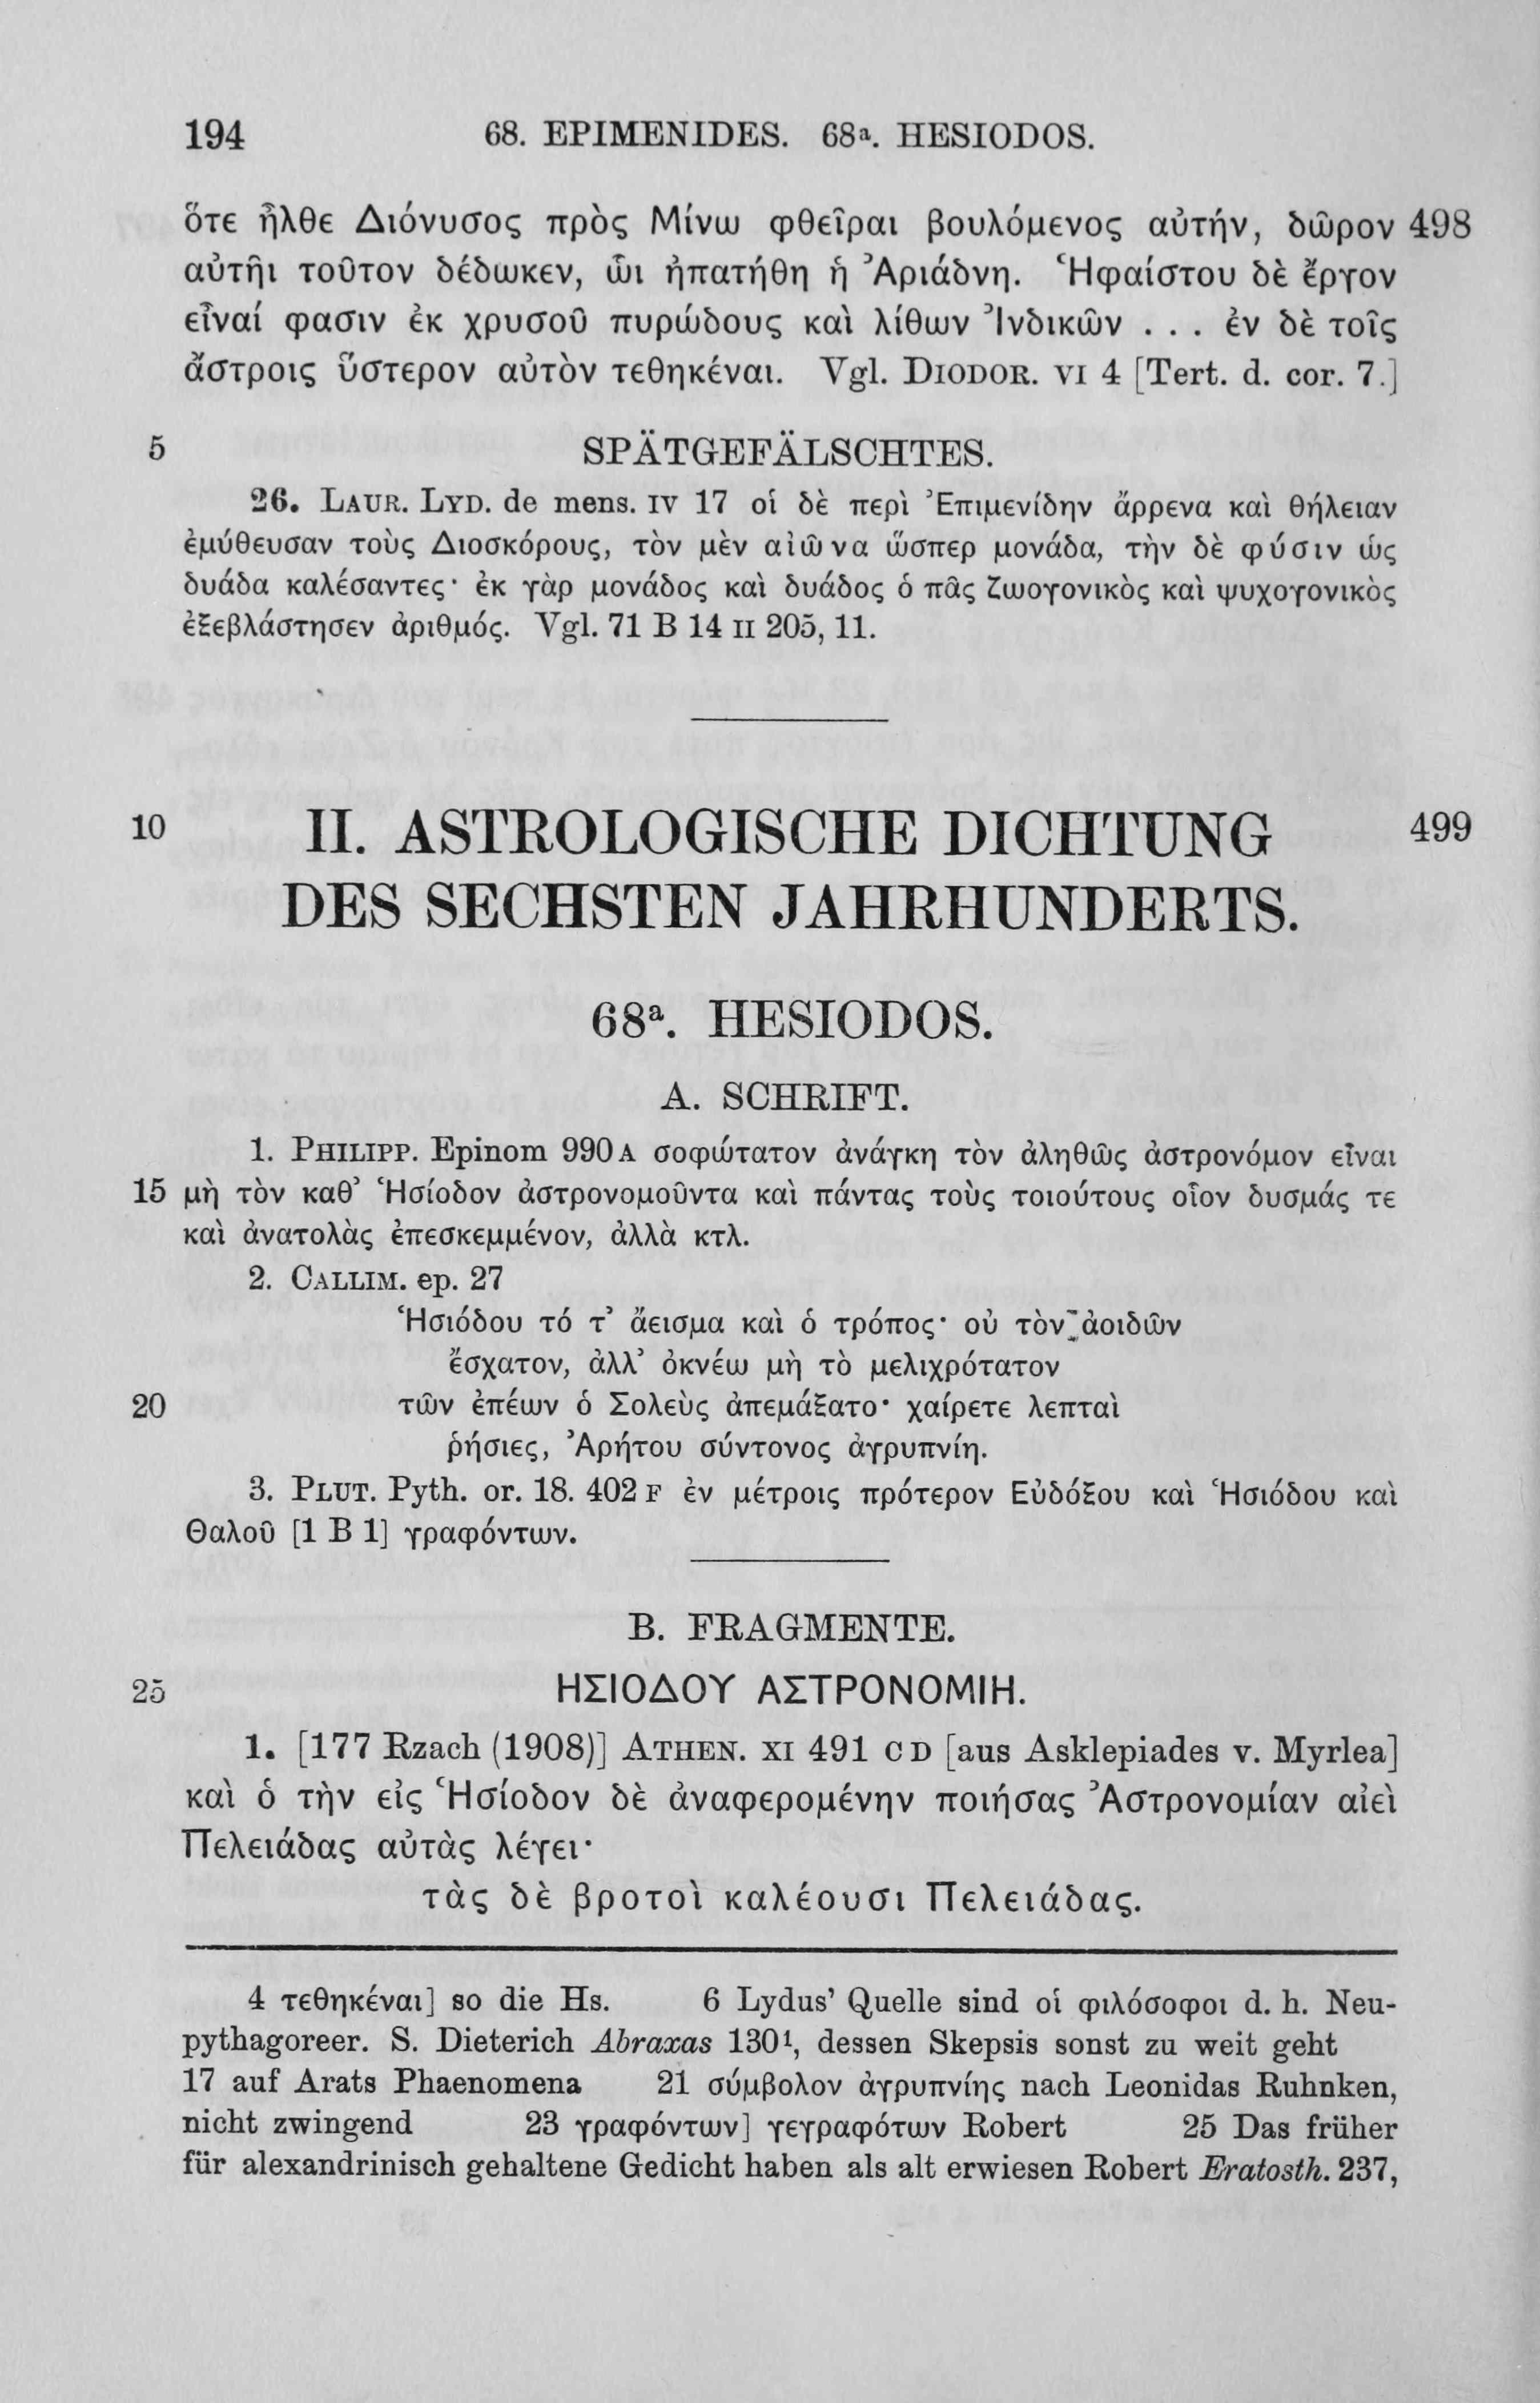 194 68. EPIMENIDES. 68ᵃ. HESIODOS.
ὅτε ἦλθε Διόνυσος πρὸς Μίνω φθεῖραι βουλόμενος αὐτήν, δῶρον 498
αὐτῆι τοῦτον δέδωκεν, ὧι ἠπατήθη ἡ Ἀριάδνη. Ἡφαίστου δὲ ἔργον
εἶναί φασιν ἐκ χρυσοῦ πυρώδους καὶ λίθων Ἰνδικῶν . . . ἐν δὲ τοῖς
ἄστροις ὕστερον αὐτὸν τεθηκέναι. Vgl. DIODOR. VI 4 [Tert. d. cor. 7.]
5 SPÄTGEFÄLSCHTES.
26. LAUR. LYD. de mens. IV 17 οἱ δὲ περὶ Ἐπιμενίδην ἄρρενα καὶ θήλειαν
ἐμύθευσαν τοὺς Διοσκόρους, τὸν μὲν αἰῶνα ὥσπερ μονάδα, τὴν δὲ φύσιν ὡς
δυάδα καλέσαντες· ἐκ γὰρ μονάδος καὶ δυάδος ὁ πᾶς ζωογονικὸς καὶ ψυχογονικὸς
ἐξεβλάστησεν ἀριθμός. Vgl. 71 B 14 II 205, 11.
10 II. ASTROLOGISCHE DICHTUNG 499
DES SECHSTEN JAHRHUNDERTS.
68ᵃ. HESIODOS.
A. SCHRIFT.
1. PHILIPP. Epinom 990 A σοφώτατον ἀνάγκη τὸν ἀληθῶς ἀστρονόμον εἶναι
15 μὴ τὸν καθ’ Ἡσίοδον ἀστρονομοῦντα καὶ πάντας τοὺς τοιούτους οἷον δυσμάς τε
καὶ ἀνατολὰς ἐπεσκεμμένον, ἀλλὰ κτλ.
2. CALLIM. ep. 27
Ἡσιόδου τό τ’ ἄεισμα καὶ ὁ τρόπος· οὐ τὸν ἀοιδῶν
ἔσχατον, ἀλλ’ ὀκνέω μὴ τὸ μελιχρότατον
20 τῶν ἐπέων ὁ Σολεὺς ἀπεμάξατο· χαίρετε λεπταὶ
ῥήσιες, Ἀρήτου σύντονος ἀγρυπνίη.
3. PLUT. Pyth. or. 18. 402 F ἐν μέτροις πρότερον Εὐδόξου καὶ Ἡσιόδου καὶ
Θαλοῦ [1 B 1] γραφόντων.
B. FRAGMENTE.
25 ΗΣΙΟΔΟΥ ΑΣΤΡΟΝΟΜΙΗ.
1. [177 Rzach (1908)] ATHEN. XI 491 C D [aus Asklepiades v. Myrlea]
καὶ ὁ τὴν εἰς Ἡσίοδον δὲ ἀναφερομένην ποιήσας Ἀστρονομίαν αἰεὶ
Πελειάδας αὐτὰς λέγει·
τὰς δὲ βροτοὶ καλέουσι Πελειάδας.
4 τεθηκέναι] so die Hs. 6 Lydus’ Quelle sind οἱ φιλόσοφοι d. h. Neu-
pythagoreer. S. Dieterich Abraxas 130¹, dessen Skepsis sonst zu weit geht
17 auf Arats Phaenomena 21 σύμβολον ἀγρυπνίης nach Leonidas Ruhnken,
nicht zwingend 23 γραφόντων] γεγραφότων Robert 25 Das früher
für alexandrinisch gehaltene Gedicht haben als alt erwiesen Robert Eratosth. 237,